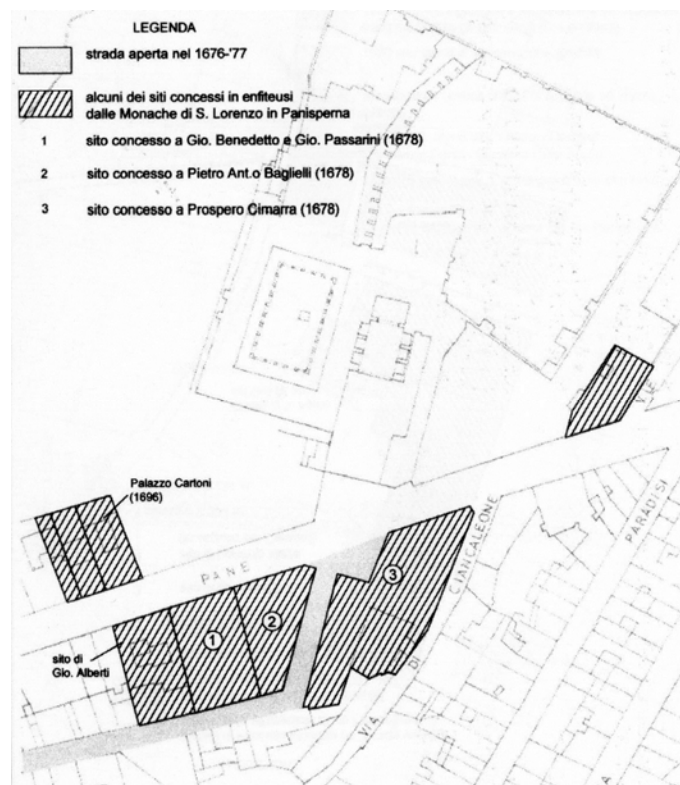 LEGENDA
strada aperta nel 1676-'77
alcuni dei siti concessi in enfiteusi
dalle Monache di S. Lorenzo in Panisperna
1 sito concesso a Gio. Benedetto e Gio. Passarini (1678)
2 sito concesso a Pietro Ant.o Baglielli (1678)
3 sito concesso a Prospero Cimarra (1678)
VIE
Palazzo Cartoni
(1696)
PARADISI
CIANCALEONE
PANE
3
2
1
sito di
Gio. Alberti
VIA DI
A